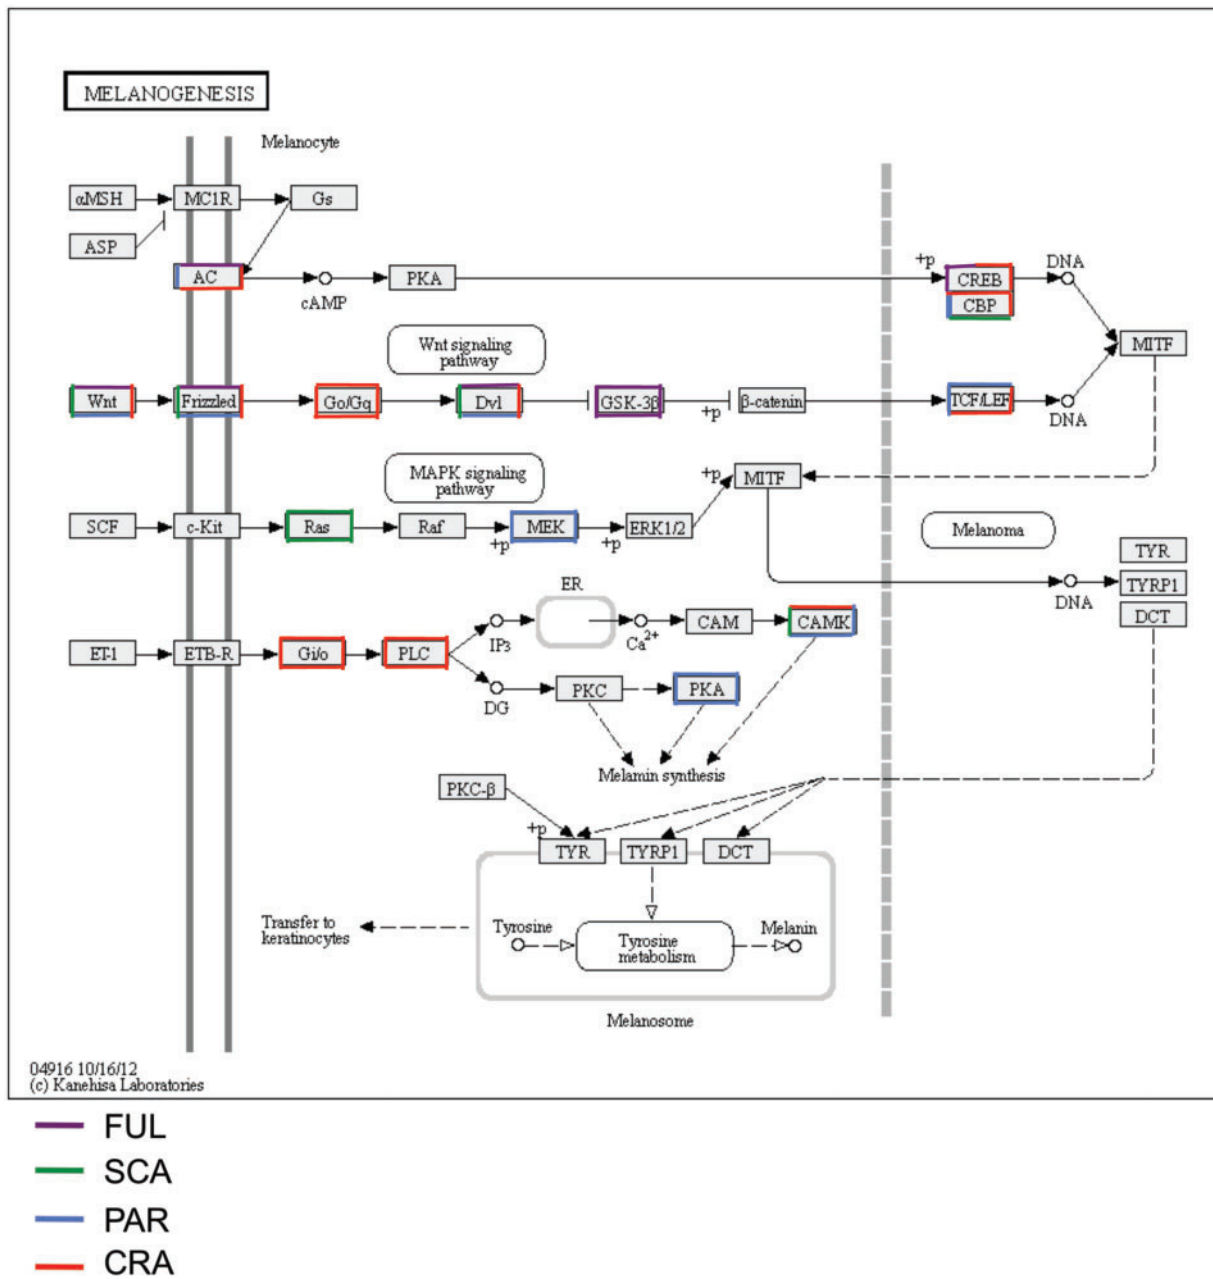 MELANOGENESIS
Melanocyte
αMSH
MC1R
Gs
ASP
AC
cAMP
PKA
+p
CREB
CBP
DNA
MITF
Wnt signaling
pathway
Wnt
Frizzled
Go/Gq
Dvl
GSK-3β
+p
β-catenin
TCF/LEF
DNA
MAPK signaling
pathway
+p
MITF
SCF
c-Kit
Ras
Raf
+p
MEK
+p
ERK1/2
Melanoma
DNA
TYR
TYRP1
DCT
ER
ET-1
ETB-R
Gi/o
PLC
IP3
Ca2+
CAM
CAMK
DG
PKC
PKA
Melamin synthesis
PKC-β
+p
TYR
TYRP1
DCT
Transfer to
keratinocytes
Tyrosine
Tyrosine
metabolism
Melanin
Melanosome
04916 10/16/12
(c) Kanehisa Laboratories
FUL
SCA
PAR
CRA